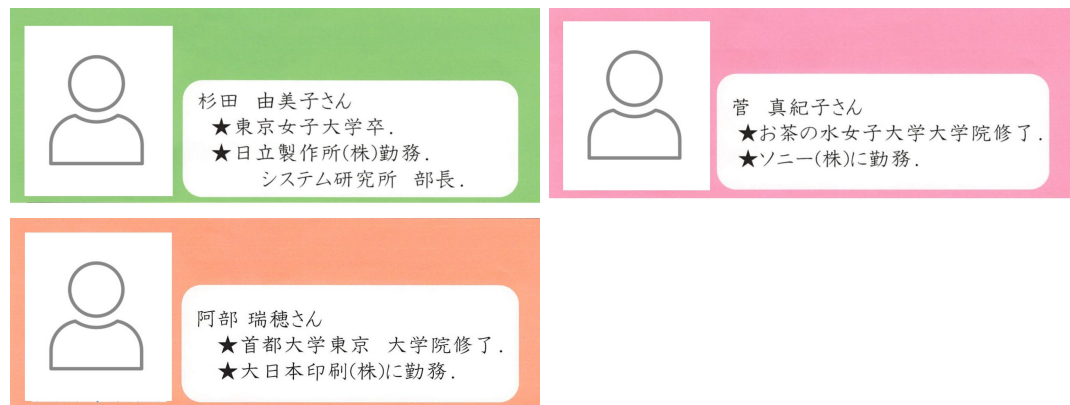 杉田 由美子さん
★東京女子大学卒.
★日立製作所(株)勤務.
システム研究所 部長.
菅 真紀子さん
★お茶の水女子大学大学院修了.
★ソニー(株)に勤務.
阿部 瑞穂さん
★首都大学東京 大学院修了.
★大日本印刷(株)に勤務.